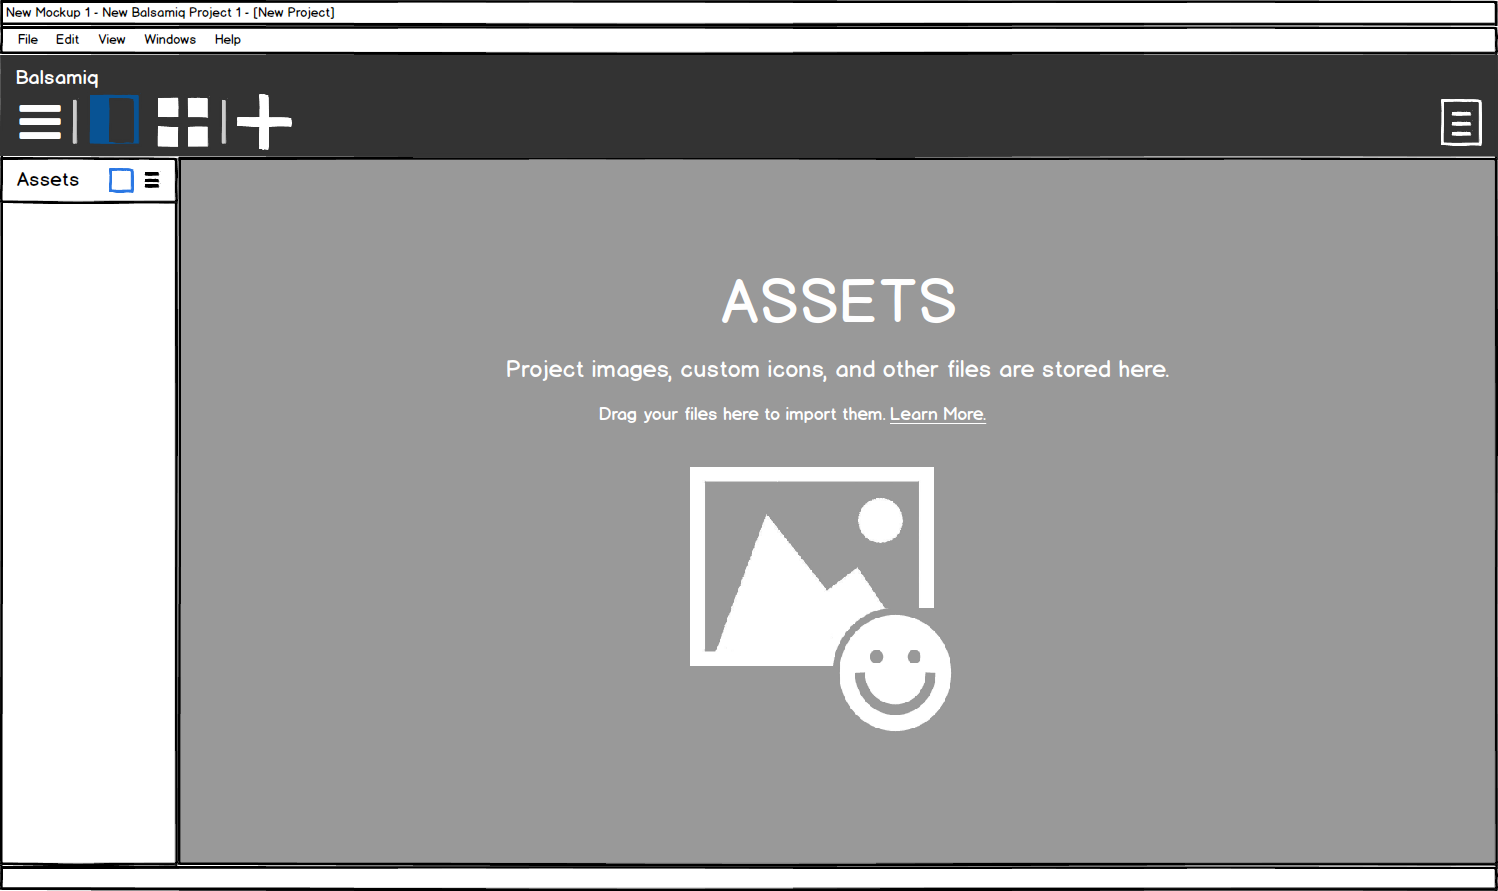 New Mockup 1 - New Balsamiq Project 1 - [New Project]
File Edit View Windows Help
Balsamiq
Assets
ASSETS
Project images, custom icons, and other files are stored here.
Drag your files here to import them. Learn More.